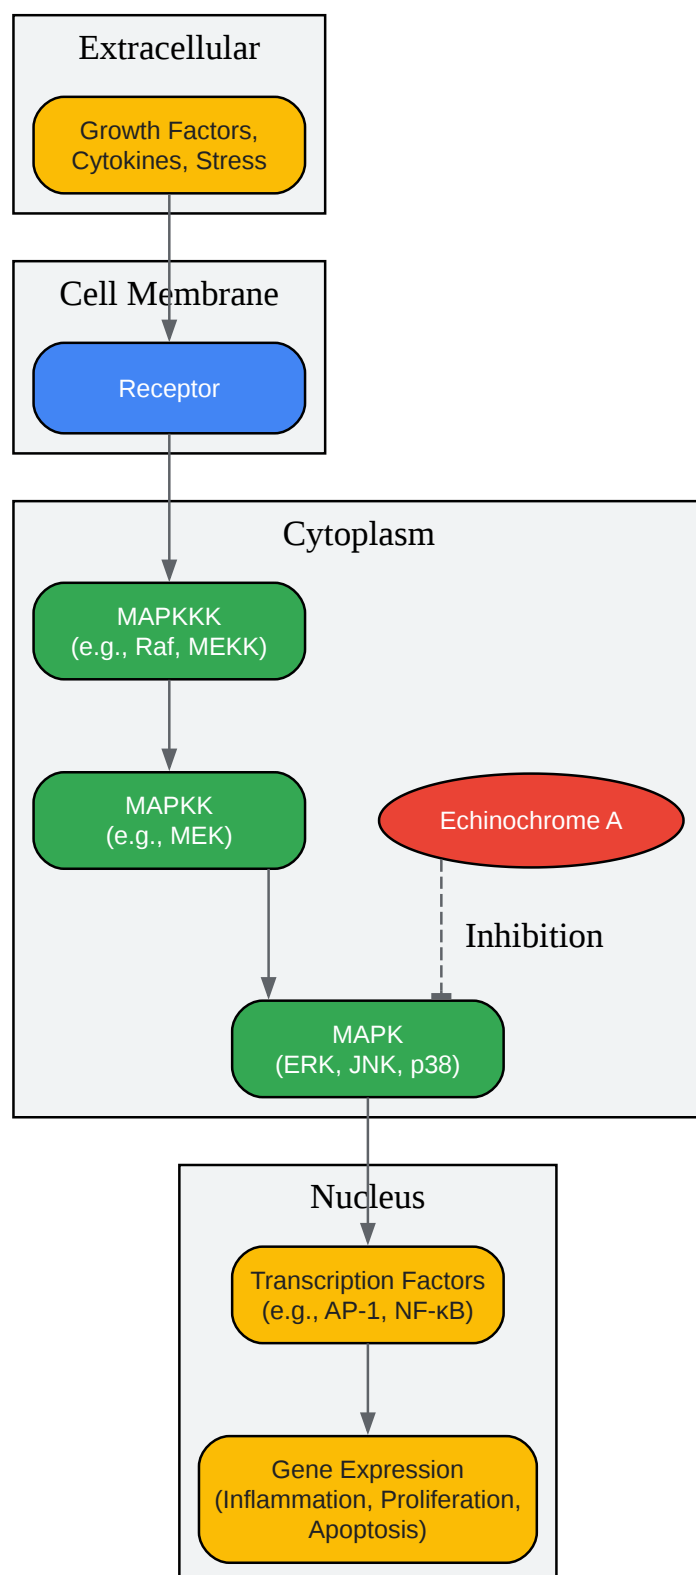 Extracellular
Growth Factors,
Cytokines, Stress
Cell Membrane
Receptor
Cytoplasm
MAPKKK
(e.g., Raf, MEKK)
MAPKK
(e.g., MEK)
Echinochrome A
Inhibition
MAPK
(ERK, JNK, p38)
Nucleus
Transcription Factors
(e.g., AP-1, NF-κB)
Gene Expression
(Inflammation, Proliferation,
Apoptosis)